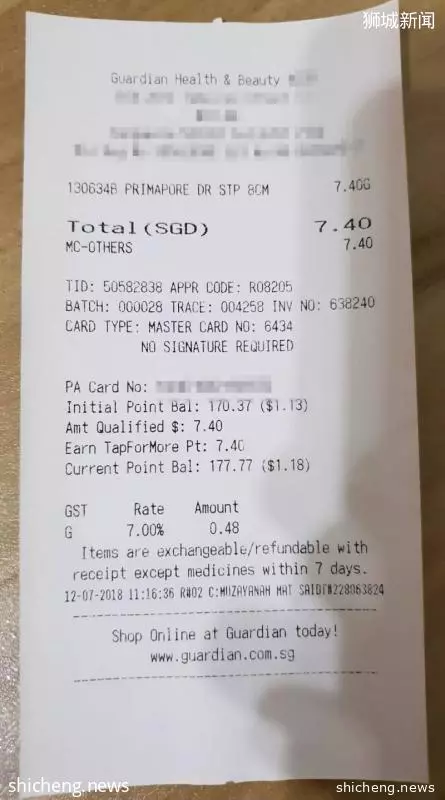 狮城新闻
Guardian Health & Beauty
1306348 PRIMAPORE DR STP 8CM 7.40G
Total(SGD) 7.40
MC-OTHERS 7.40
TID: 50582838 APPR CODE: R08205
BATCH: 000028 TRACE: 004258 INV NO: 638240
CARD TYPE: MASTER CARD NO: 6434
NO SIGNATURE REQUIRED
PA Card No:
Initial Point Bal: 170.37 ($1.13)
Amt Qualified $: 7.40
Earn TapForMore Pt: 7.40
Current Point Bal: 177.77 ($1.18)
GST Rate Amount
G 7.00% 0.48
Items are exchangeable/refundable with
receipt except medicines within 7 days.
12-07-2018 11:16:36 R#02 C:MUZAYANAH MAT SAIDI#228063824
Shop Online at Guardian today!
www.guardian.com.sg
shicheng.news
shicheng.news